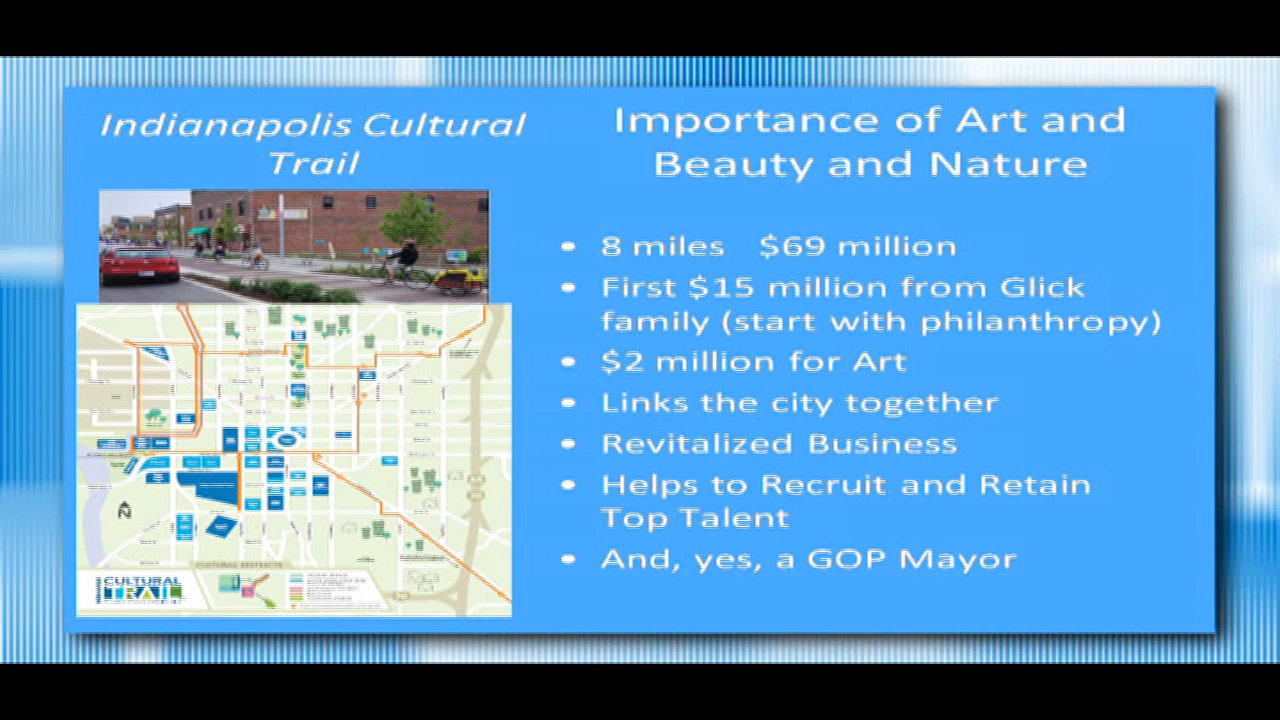 Indianapolis Cultural
Trail
Importance of Art and
Beauty and Nature
• 8 miles $69 million
• First $15 million from Glick
family (start with philanthropy)
• $2 million for Art
• Links the city together
• Revitalized Business
• Helps to Recruit and Retain
Top Talent
• And, yes, a GOP Mayor
N
CULTURAL DISTRICTS
CULTURAL
TRAIL